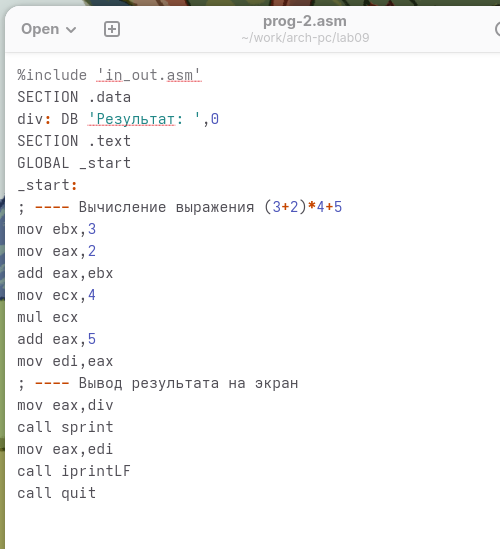 Open
prog-2.asm
~/work/arch-pc/lab09
%include 'in_out.asm'
SECTION .data
div: DB 'Результат: ',0
SECTION .text
GLOBAL _start
_start:
; ---- Вычисление выражения (3+2)*4+5
mov ebx,3
mov eax,2
add eax,ebx
mov ecx,4
mul ecx
add eax,5
mov edi,eax
; ---- Вывод результата на экран
mov eax,div
call sprint
mov eax,edi
call iprintLF
call quit